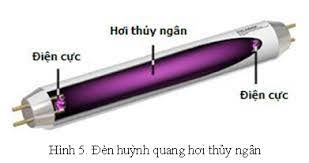 Hơi thủy ngân
Điện cực
Điện cực
Hình 5. Đèn huỳnh quang hơi thủy ngân